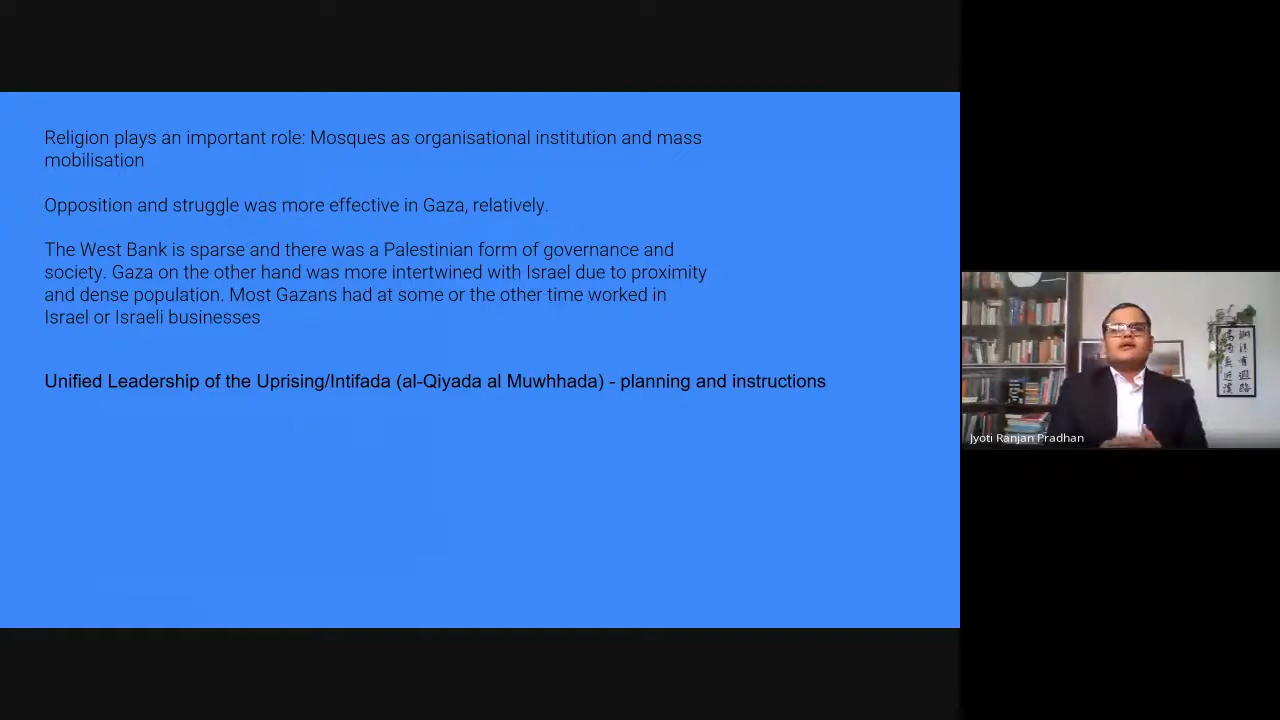 Religion plays an important role: Mosques as organisational institution and mass
mobilisation
Opposition and struggle was more effective in Gaza, relatively.
The West Bank is sparse and there was a Palestinian form of governance and
society. Gaza on the other hand was more intertwined with Israel due to proximity
and dense population. Most Gazans had at some or the other time worked in
Israel or Israeli businesses
Unified Leadership of the Uprising/Intifada (al-Qiyada al Muwhhada) - planning and instructions
Jyoti Ranjan Pradhan